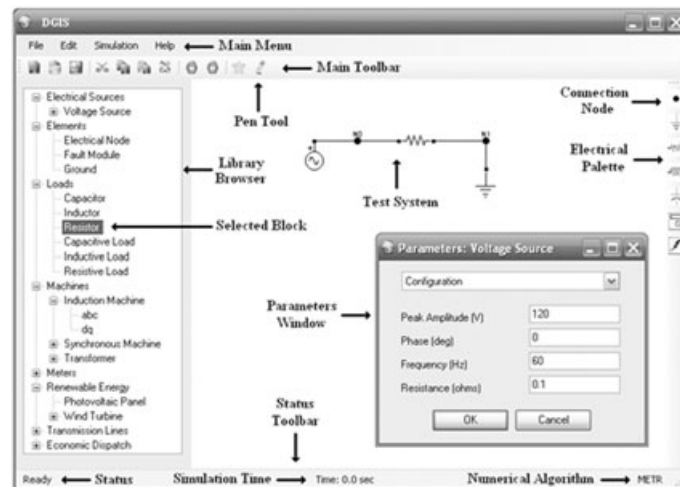 DGIS
File Edit Simulation Help Main Menu
Main Toolbar
Pen Tool
Connection
Node
Electrical
Palette
Electrical Sources
Voltage Source
Elements
Electrical Node
Fault Module
Ground
Loads
Capacitor
Inductor
Resistor
Capacitive Load
Inductive Load
Resistive Load
Machines
Induction Machine
abc
dq
Synchronous Machine
Transformer
Meters
Renewable Energy
Photovoltaic Panel
Wind Turbine
Transmission Lines
Economic Dispatch
Library
Browser
Selected Block
N0 N1
Test System
Parameters
Window
Parameters: Voltage Source
Configuration
Peak Amplitude (V) 120
Phase (deg) 0
Frequency (Hz) 60
Resistance (ohms) 0.1
OK Cancel
Status
Toolbar
Ready Status Simulation Time Time: 0.0 sec Numerical Algorithm METR